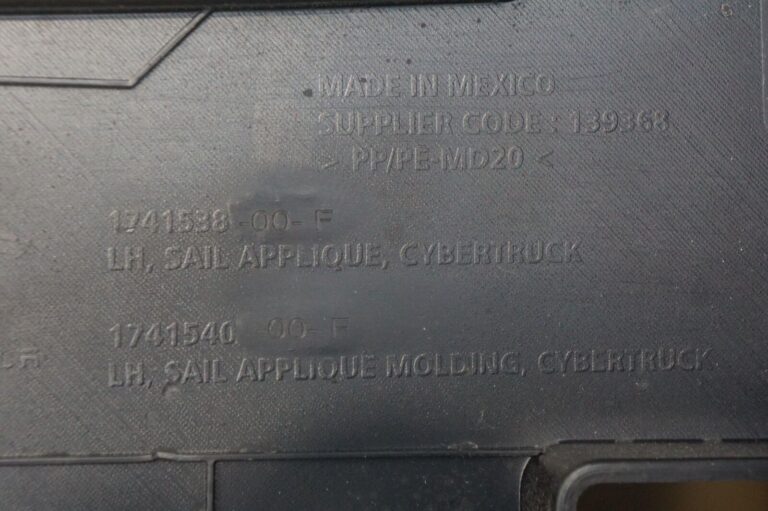 MADE IN MEXICO
SUPPLIER CODE : 139368
> PP/PE-MD20 <
1741538-00- F
LH, SAIL APPLIQUE, CYBERTRUCK
1741540 00- F
LH, SAIL APPLIQUE MOLDING, CYBERTRUCK